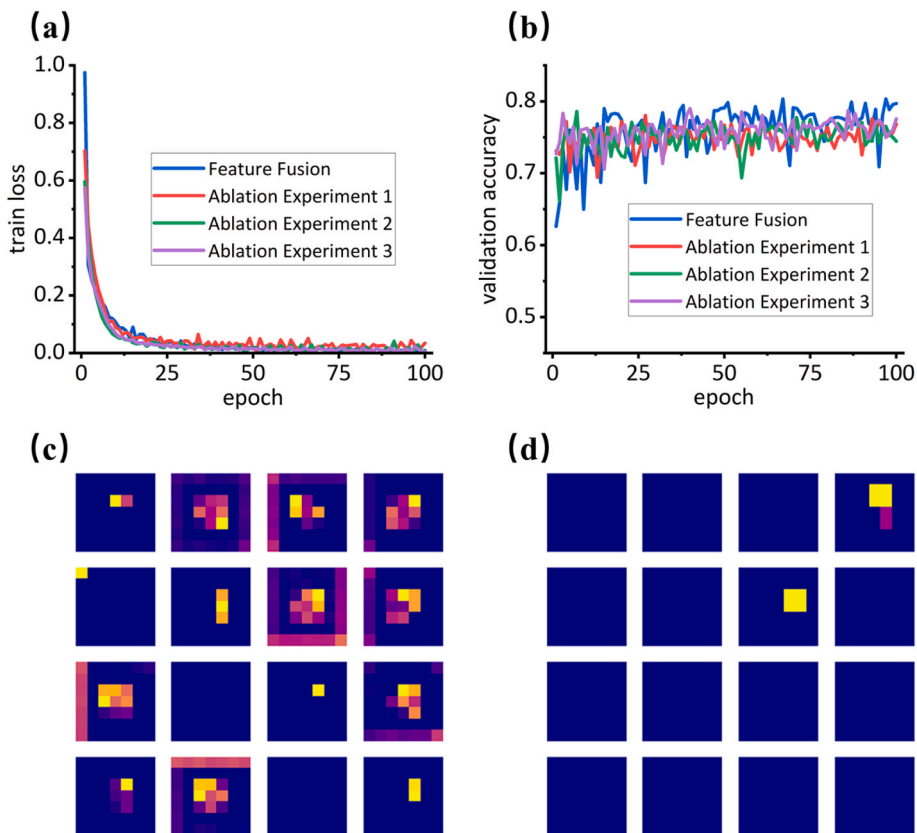 (a)
1.0
0.8
0.6
0.4
0.2
0.0
train loss
Feature Fusion
Ablation Experiment 1
Ablation Experiment 2
Ablation Experiment 3
0 25 50 75 100
epoch
(b)
0.8
0.7
0.6
0.5
validation accuracy
Feature Fusion
Ablation Experiment 1
Ablation Experiment 2
Ablation Experiment 3
0 25 50 75 100
epoch
(c)
(d)